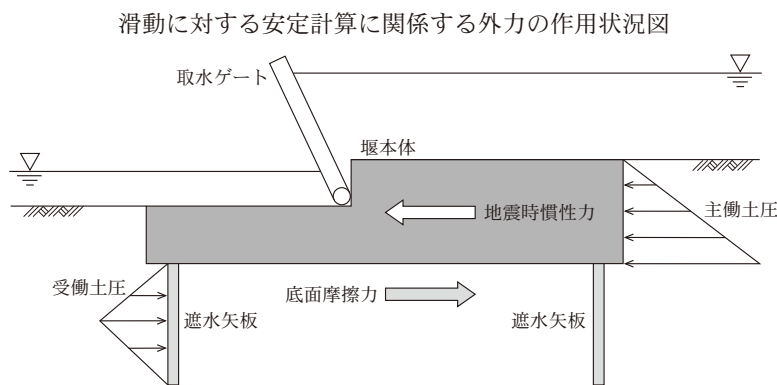 滑動に対する安定計算に関係する外力の作用状況図
取水ゲート
堰本体
地震時慣性力
主働土圧
受働土圧
底面摩擦力
遮水矢板
遮水矢板